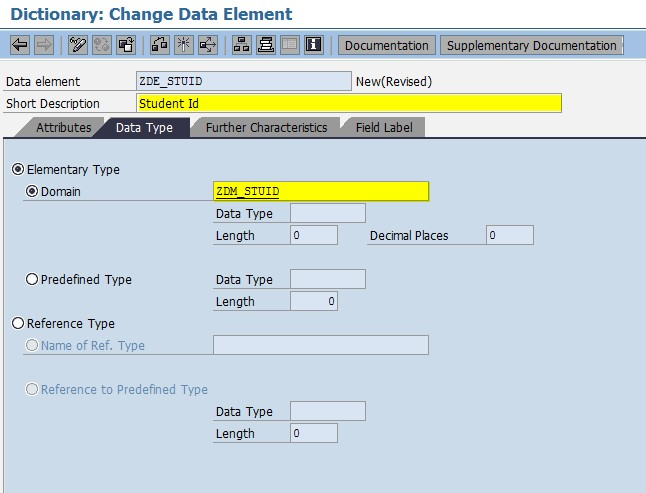 Dictionary: Change Data Element
Documentation Supplementary Documentation
Data element ZDE_STUID New(Revised)
Short Description Student Id
Attributes Data Type Further Characteristics Field Label
Elementary Type
Domain ZDM_STUID
Data Type
Length 0 Decimal Places 0
Predefined Type Data Type
Length 0
Reference Type
Name of Ref. Type
Reference to Predefined Type
Data Type
Length 0